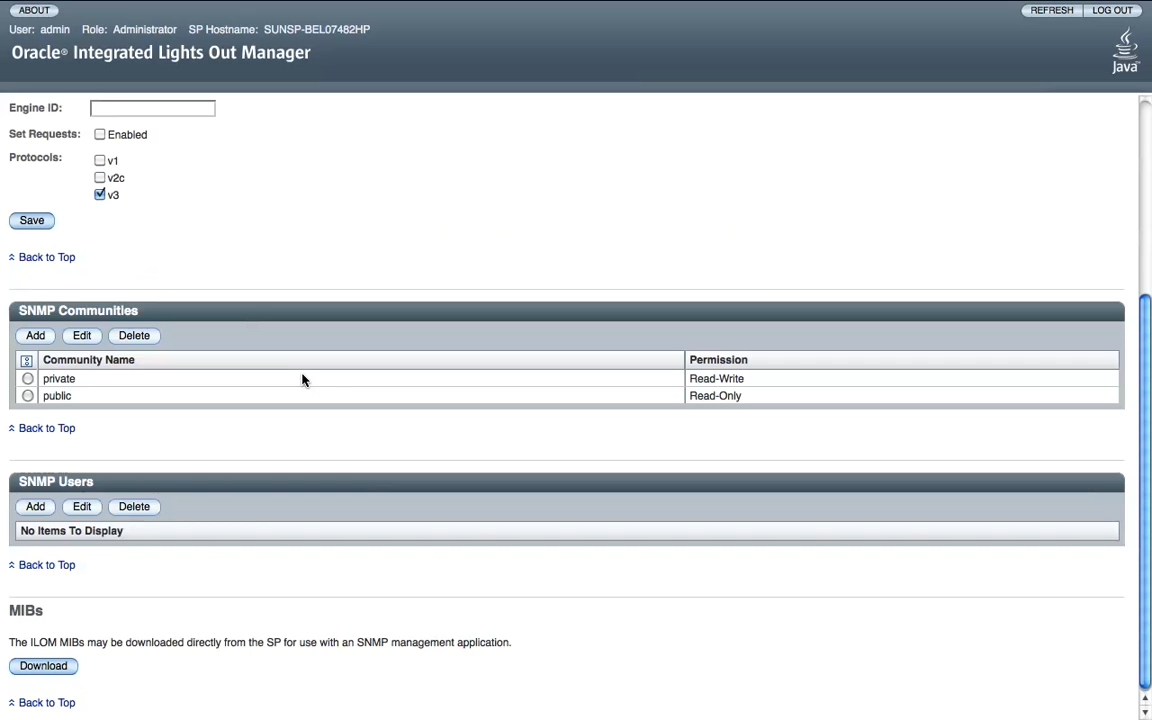 ABOUT
REFRESH LOG OUT
User: admin Role: Administrator SP Hostname: SUNSP-BEL07482HP
Oracle® Integrated Lights Out Manager
Java™
Engine ID:
Set Requests: Enabled
Protocols: v1
v2c
v3
Save
Back to Top
SNMP Communities
Add Edit Delete
Community Name Permission
private Read-Write
public Read-Only
Back to Top
SNMP Users
Add Edit Delete
No Items To Display
Back to Top
MIBs
The ILOM MIBs may be downloaded directly from the SP for use with an SNMP management application.
Download
Back to Top